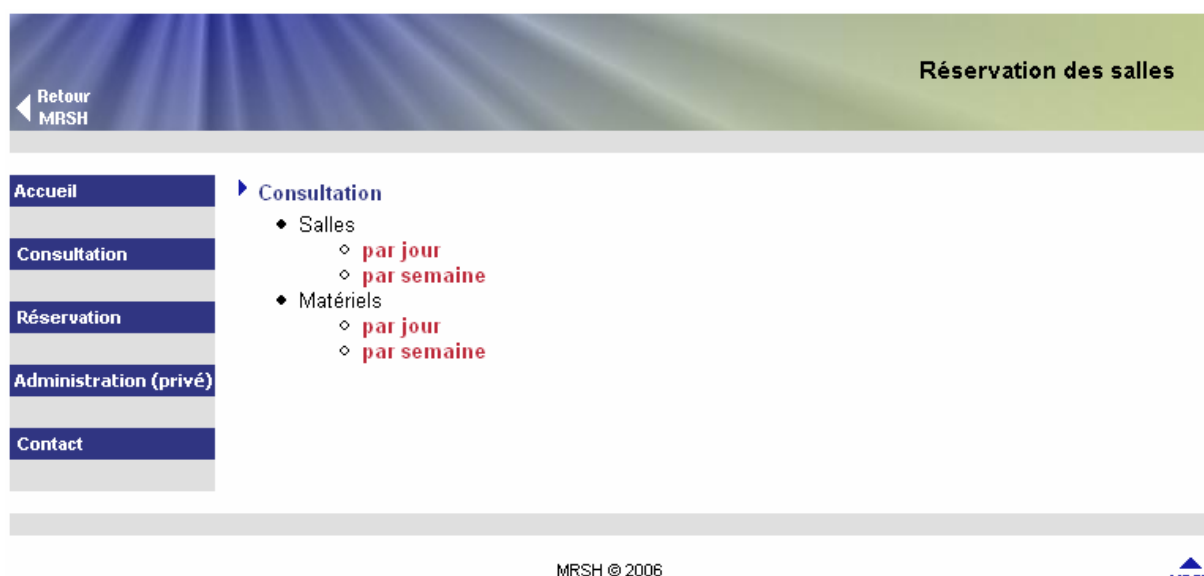 Réservation des salles
Retour
MRSH
Accueil
Consultation
Réservation
Administration (privé)
Contact
Consultation
Salles
par jour
par semaine
Matériels
par jour
par semaine
MRSH © 2006